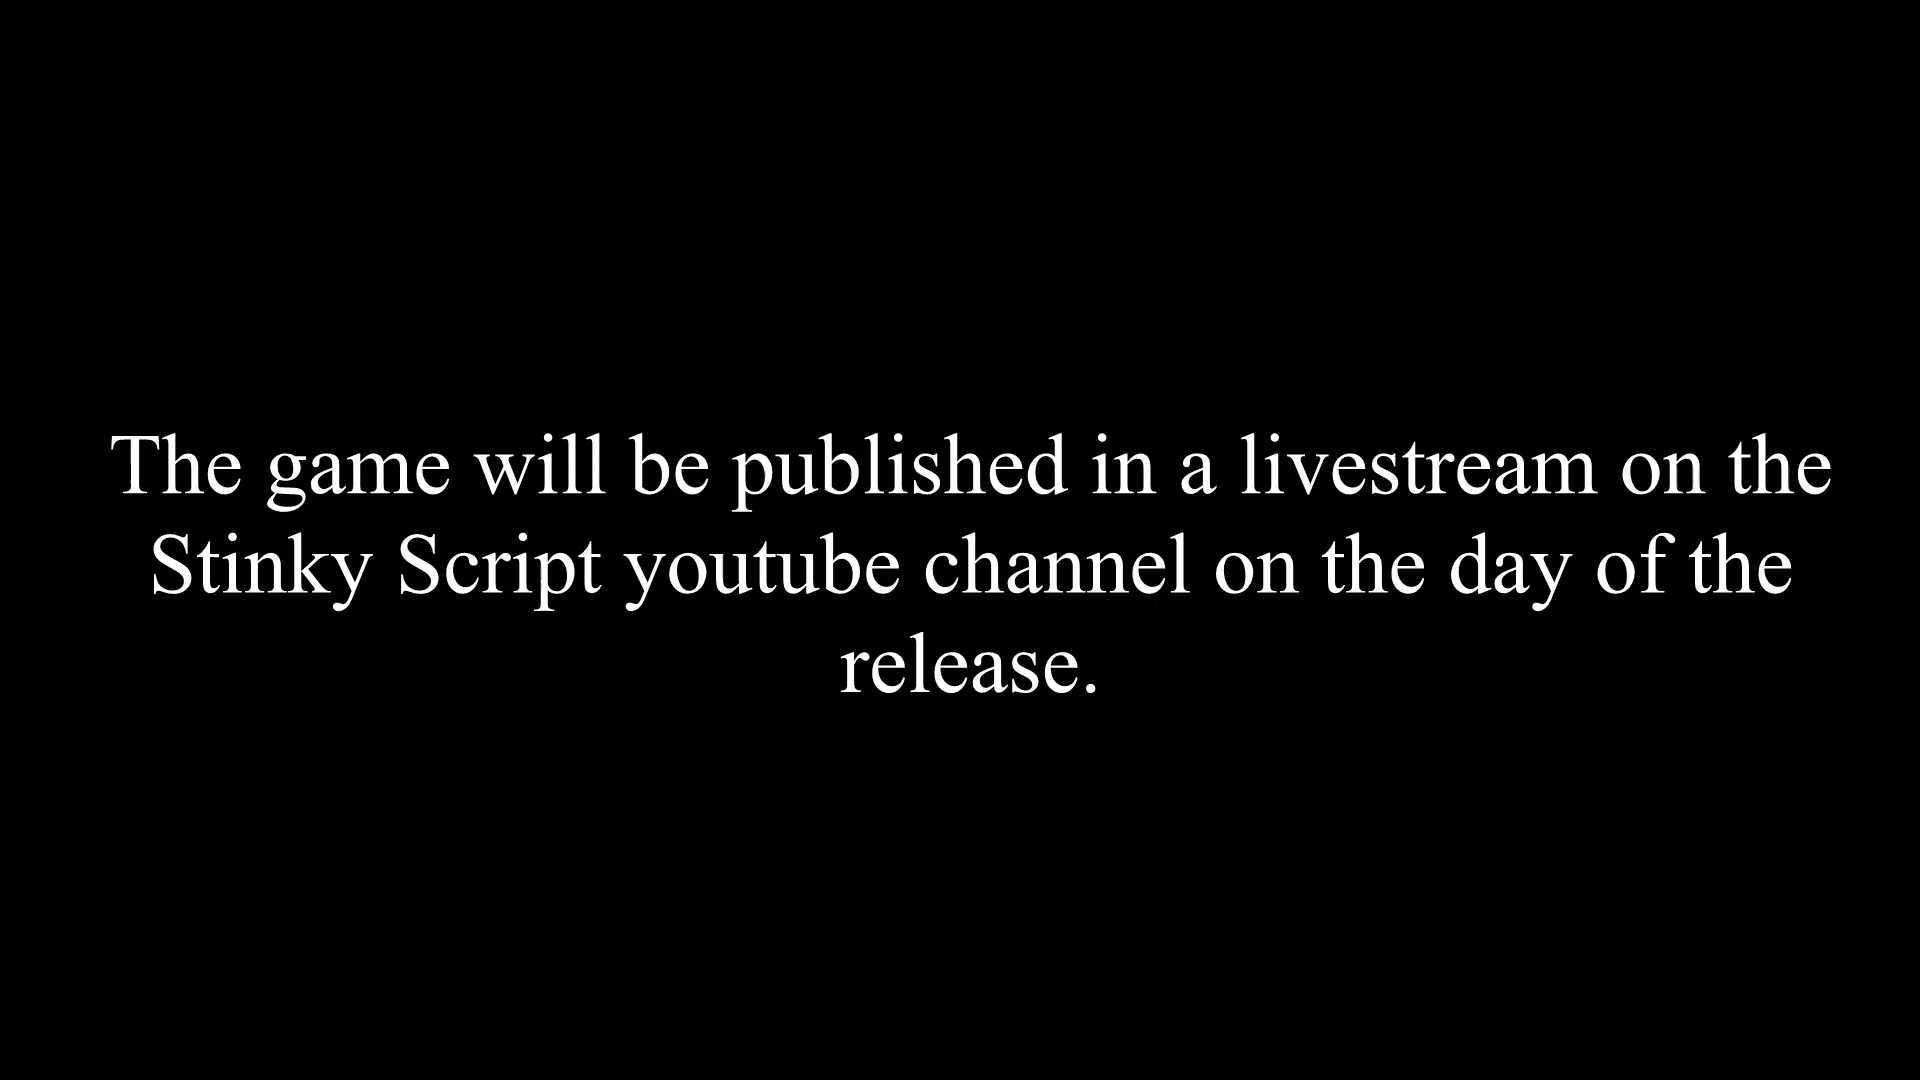 The game will be published in a livestream on the
Stinky Script youtube channel on the day of the
release.